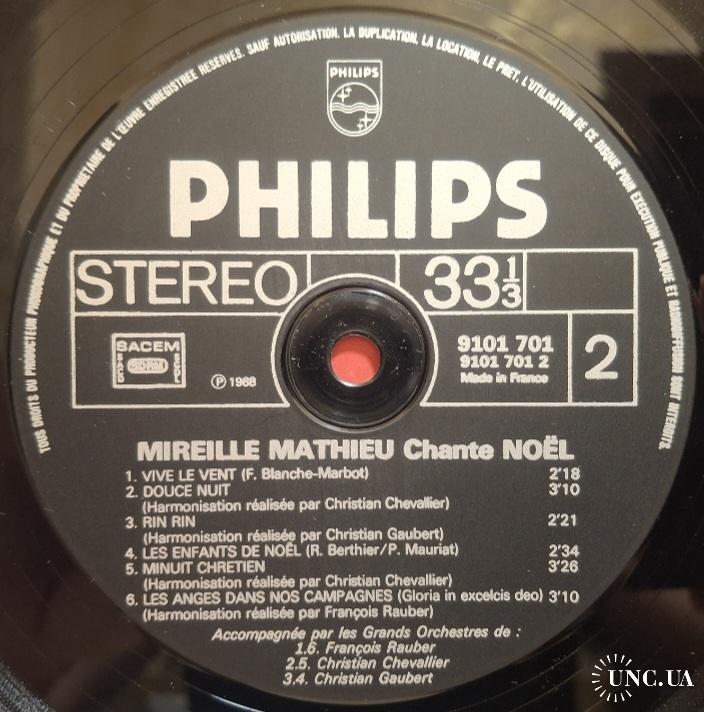 TOUS DROITS DU PRODUCTEUR PHONOGRAPHIQUE ET DU PROPRIETAIRE DE L'ŒUVRE ENREGISTREE RESERVES. SAUF AUTORISATION, LA DUPLICATION, LA LOCATION, LE PRET, L'UTILISATION DE CE DISQUE POUR EXECUTION PUBLIQUE ET RADIODIFFUSION SONT INTERDITS.
PHILIPS
PHILIPS
STEREO 33 1/3
SACEM
SDRM
Ⓟ 1968
9101 701
9101 701 2
Made in France
2
MIREILLE MATHIEU Chante NOËL
1. VIVE LE VENT (F. Blanche-Marbot) 2'18
2. DOUCE NUIT 3'10
(Harmonisation réalisée par Christian Chevallier)
3. RIN RIN 2'21
(Harmonisation réalisée par Christian Gaubert)
4. LES ENFANTS DE NOËL (R. Berthier/P. Mauriat) 2'34
5. MINUIT CHRETIEN 3'26
(Harmonisation réalisée par Christian Chevallier)
6. LES ANGES DANS NOS CAMPAGNES (Gloria in excelcis deo) 3'10
(Harmonisation réalisée par François Rauber)
Accompagnée par les Grands Orchestres de :
1.6. François Rauber
2.5. Christian Chevallier
3.4. Christian Gaubert
UNC.UA